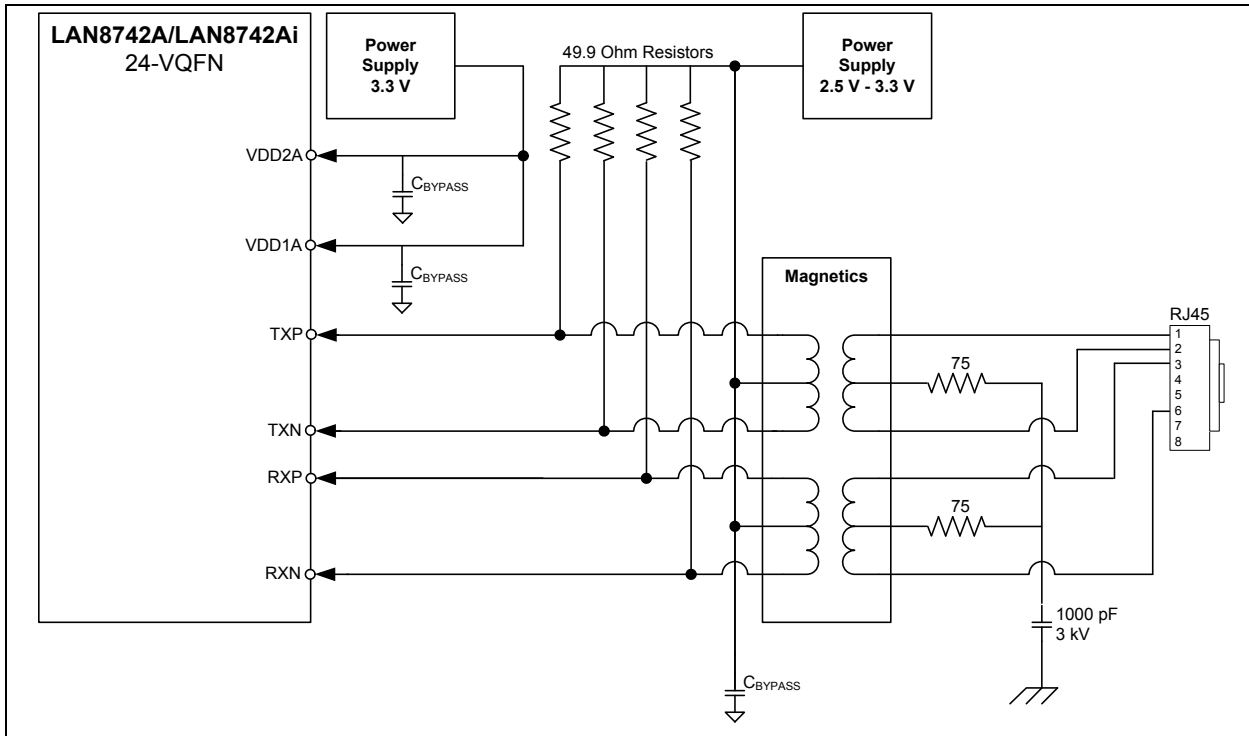 LAN8742A/LAN8742Ai
24-VQFN
Power
Supply
3.3 V
49.9 Ohm Resistors
Power
Supply
2.5 V - 3.3 V
VDD2A
CBYPASS
VDD1A
CBYPASS
Magnetics
RJ45
TXP
1
2
3
4
5
6
7
8
75
TXN
RXP
75
RXN
1000 pF
3 kV
CBYPASS